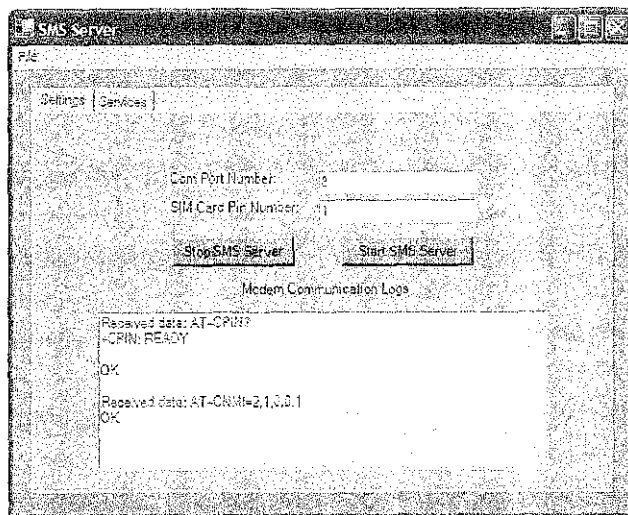 SMS Server
File
Settings
Services
Com Port Number:
SIM Card Pin Number:
1
Stop SMS Server
Start SMS Server
Modem Communication Logs
Received data: AT+CPIN?
+CPIN: READY
OK
Received data: AT+CNMI=2,1,0,0,1
OK